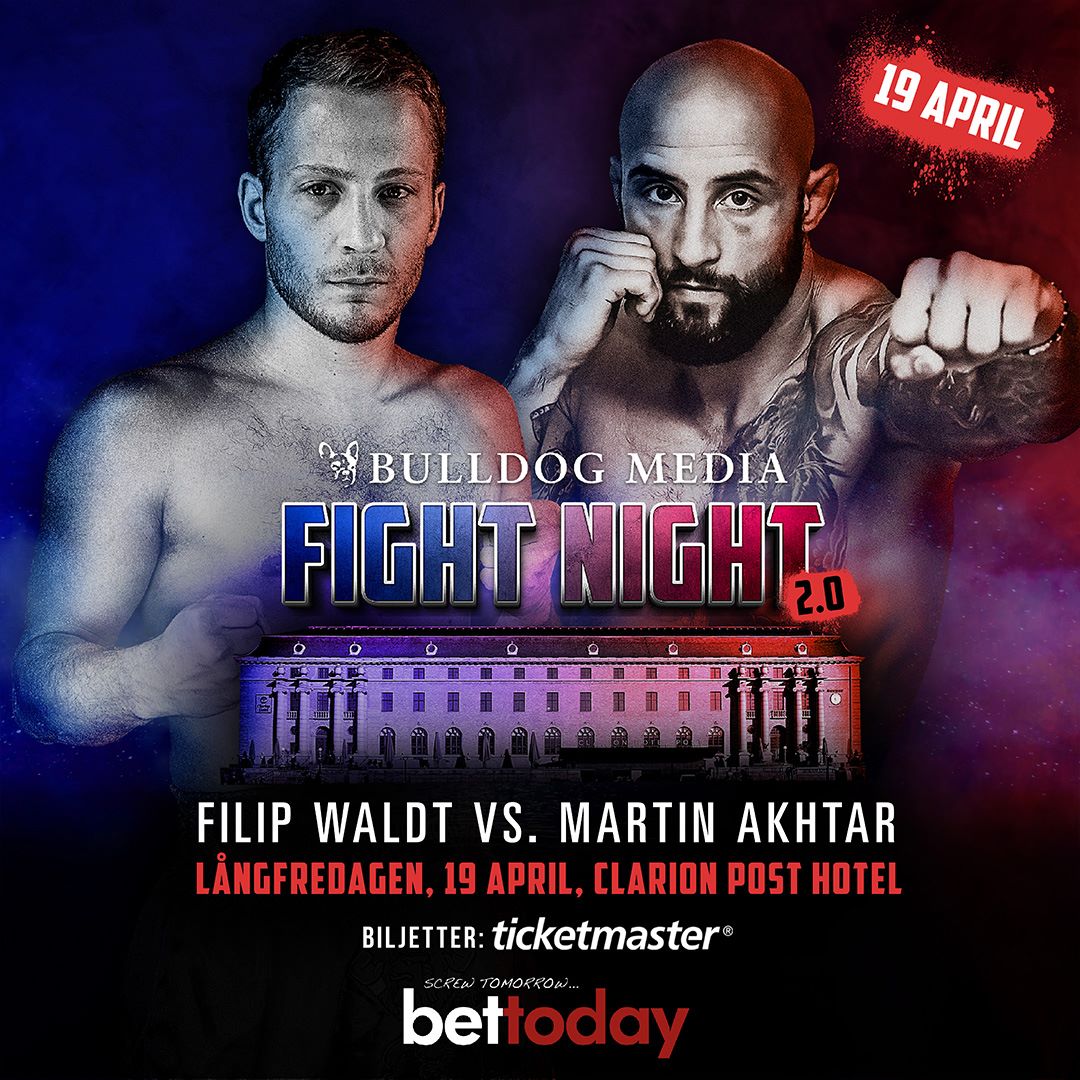 19 APRIL
BULLDOG MEDIA
FIGHT NIGHT
2.0
FILIP WALDT VS. MARTIN AKHTAR
LÅNGFREDAGEN, 19 APRIL, CLARION POST HOTEL
BILJETTER: ticketmaster®
SCREW TOMORROW...
bettoday